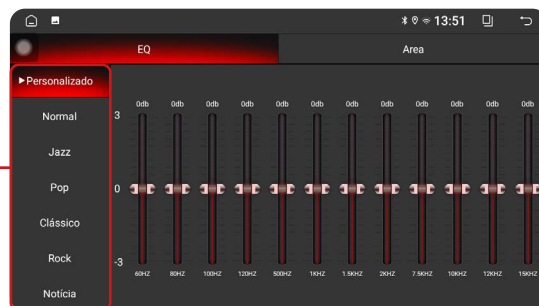 13:51
EQ Area
▶Personalizado
Normal
Jazz
Pop
Clássico
Rock
Notícia
0db 0db 0db 0db 0db 0db 0db 0db 0db 0db 0db 0db
3
0
-3
60HZ 80HZ 100HZ 120HZ 500HZ 1KHZ 1.5KHZ 2KHZ 7.5KHZ 10KHZ 12KHZ 15KHZ